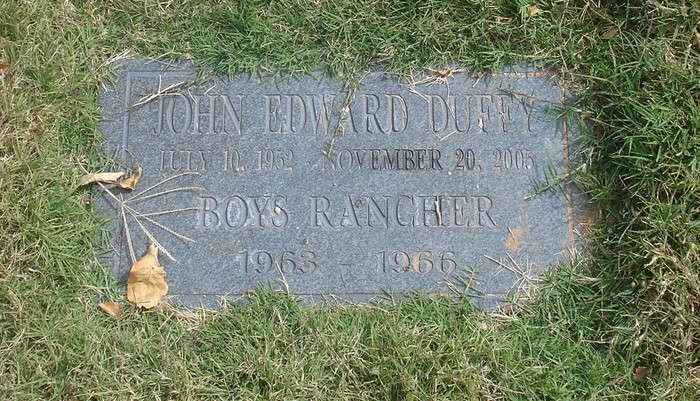 JOHN EDWARD DUFFY
JULY 10, 1952 - NOVEMBER 20, 2005
BOYS RANCHER
1963 - 1966